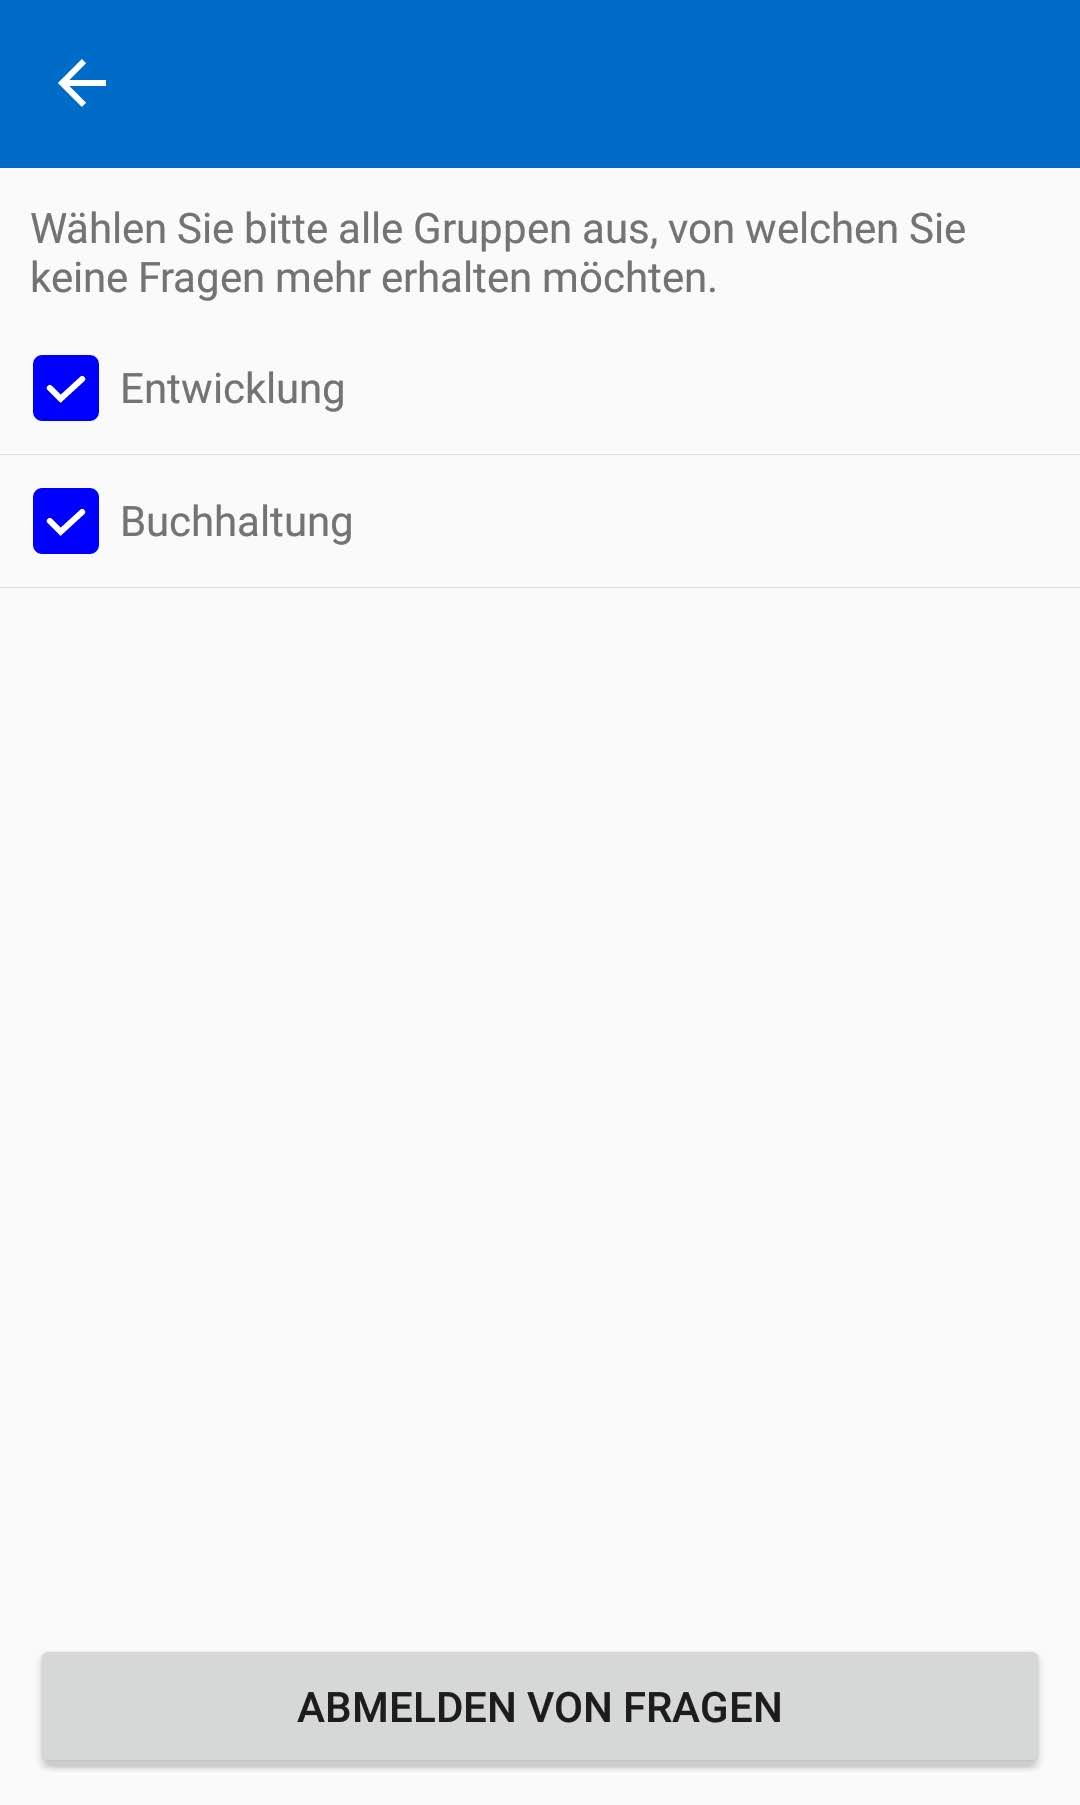 Wählen Sie bitte alle Gruppen aus, von welchen Sie
keine Fragen mehr erhalten möchten.
Entwicklung
Buchhaltung
ABMELDEN VON FRAGEN